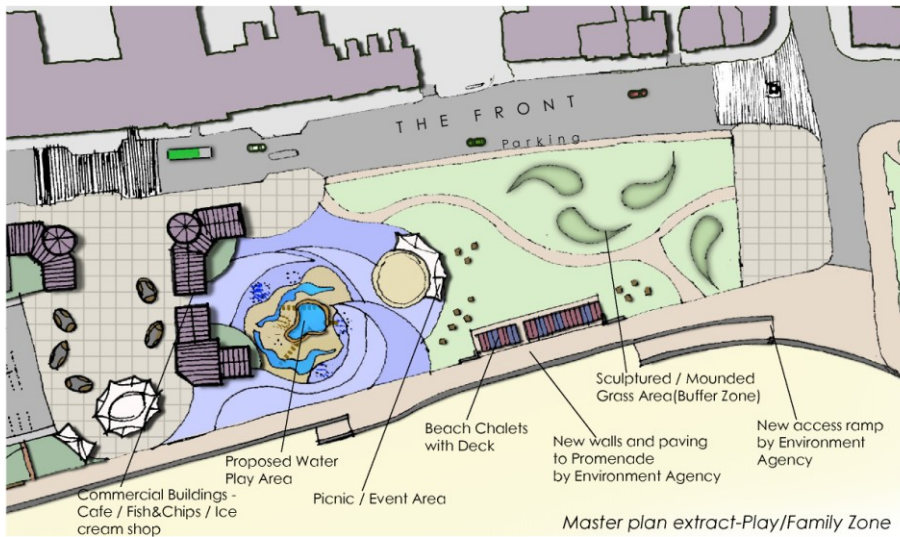 THE FRONT
Parking
Sculptured / Mounded
Grass Area(Buffer Zone)
New access ramp
by Environment
Agency
Beach Chalets
with Deck
New walls and paving
to Promenade
by Environment Agency
Proposed Water
Play Area
Picnic / Event Area
Commercial Buildings -
Cafe / Fish&Chips / Ice
cream shop
Master plan extract-Play/Family Zone